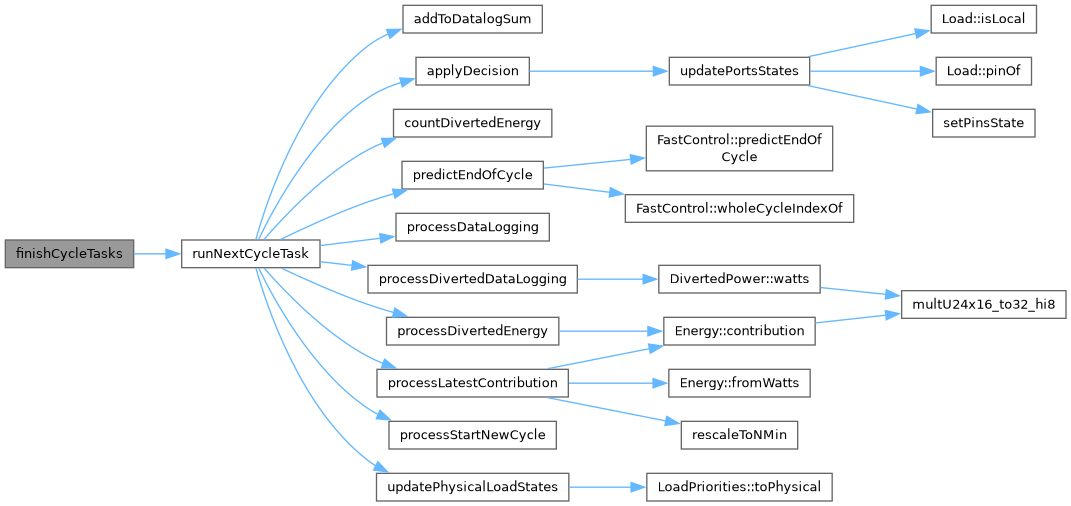 finishCycleTasks
runNextCycleTask
addToDatalogSum
applyDecision
updatePortsStates
Load::isLocal
Load::pinOf
setPinsState
countDivertedEnergy
predictEndOfCycle
FastControl::predictEndOf
Cycle
FastControl::wholeCycleIndexOf
processDataLogging
processDivertedDataLogging
DivertedPower::watts
multU24x16_to32_hi8
processDivertedEnergy
Energy::contribution
processLatestContribution
Energy::fromWatts
rescaleToNMin
processStartNewCycle
updatePhysicalLoadStates
LoadPriorities::toPhysical